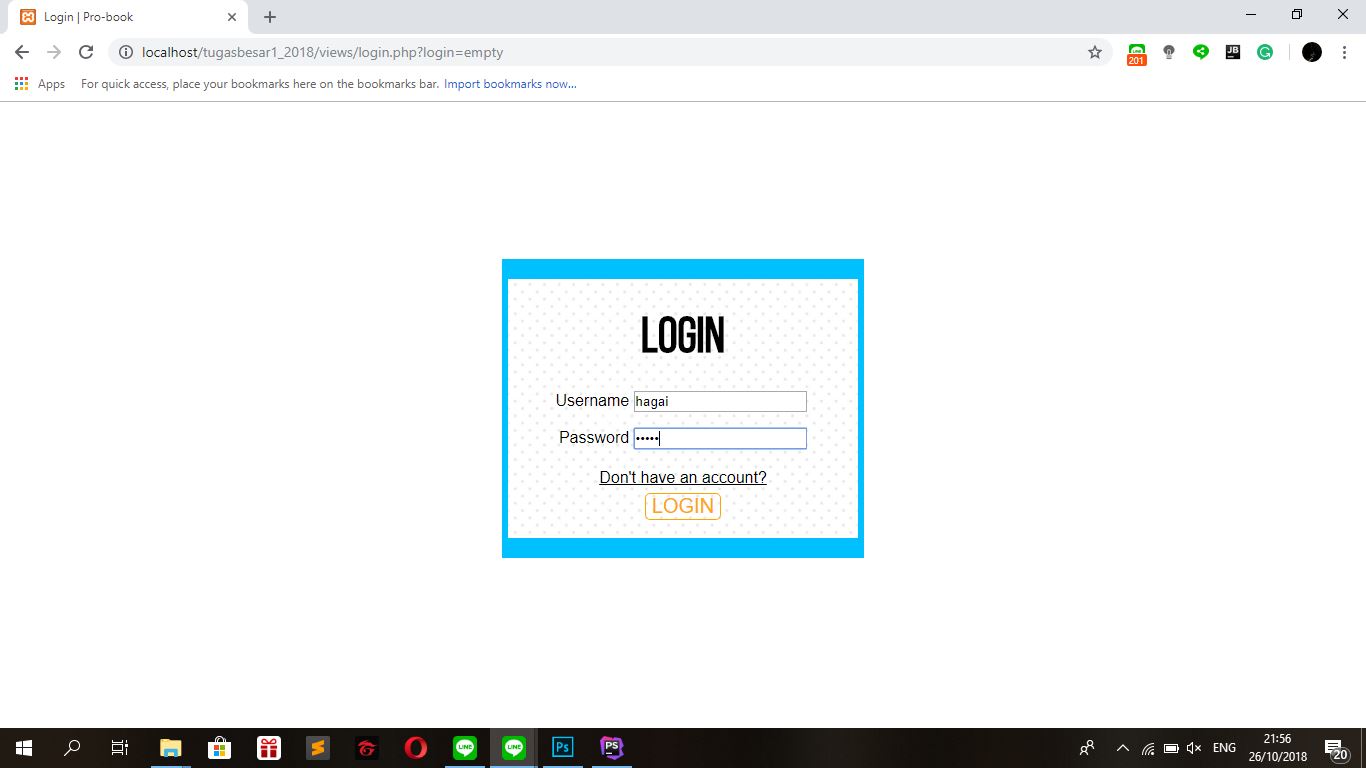 Login | Pro-book
localhost/tugasbesar1_2018/views/login.php?login=empty
201
JB
G
Apps For quick access, place your bookmarks here on the bookmarks bar. Import bookmarks now...
LOGIN
Username hagai
Password •••••
Don't have an account?
LOGIN
LINE
LINE
Ps
PS
ENG
21:56
26/10/2018
20